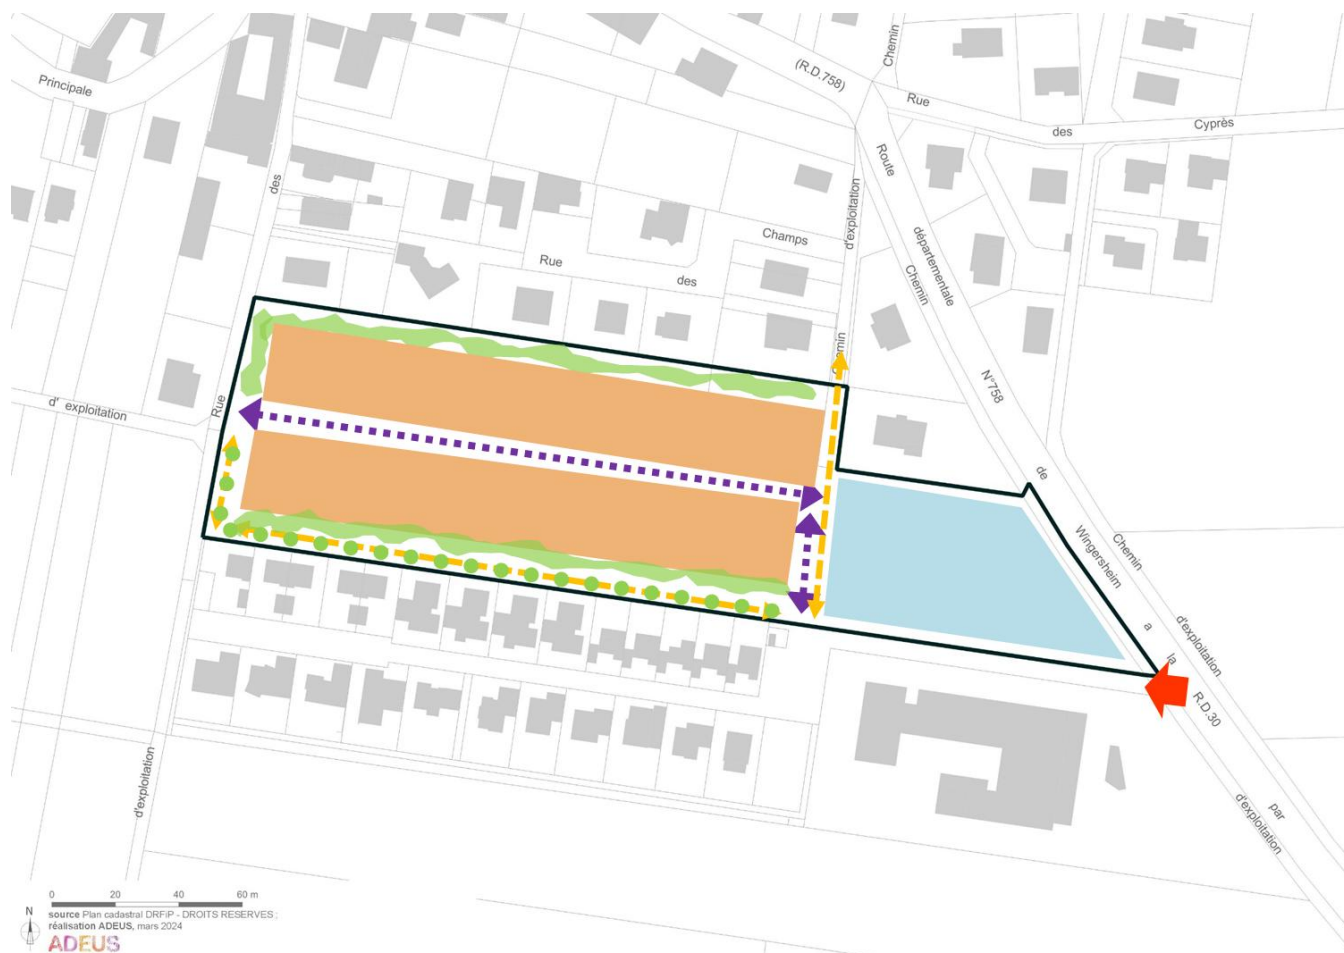 Principale
(R.D.758)
Chemin
Rue
des
Cyprès
Route
départementale
N°758
des
Rue
Rue
des
Champs
d'exploitation
Chemin
Chemin
de
Wingersheim
a
la
R.D.30
par
d' exploitation
Chemin
d'exploitation
d'exploitation
d'exploitation
0 20 40 60 m
N
source Plan cadastral DRFiP - DROITS RESERVES ;
réalisation ADEUS, mars 2024
ADEUS